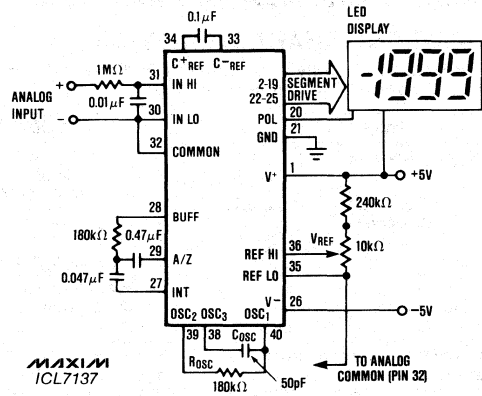 0.1µF
LED
DISPLAY
34
33
C+REF
C-REF
-1999
1MΩ
+
31
IN HI
2-19
SEGMENT
22-25
DRIVE
ANALOG
INPUT
0.01µF
30
IN LO
POL
20
-
GND
21
32
COMMON
V+
1
+5V
240kΩ
28
BUFF
180kΩ
0.47µF
29
A/Z
REF HI
36
VREF
10kΩ
REF LO
35
0.047µF
27
INT
V-
26
-5V
OSC2
OSC3
OSC1
39
38
COSC
40
ROSC
180kΩ
50pF
TO ANALOG
COMMON (PIN 32)
MAXIM
ICL7137